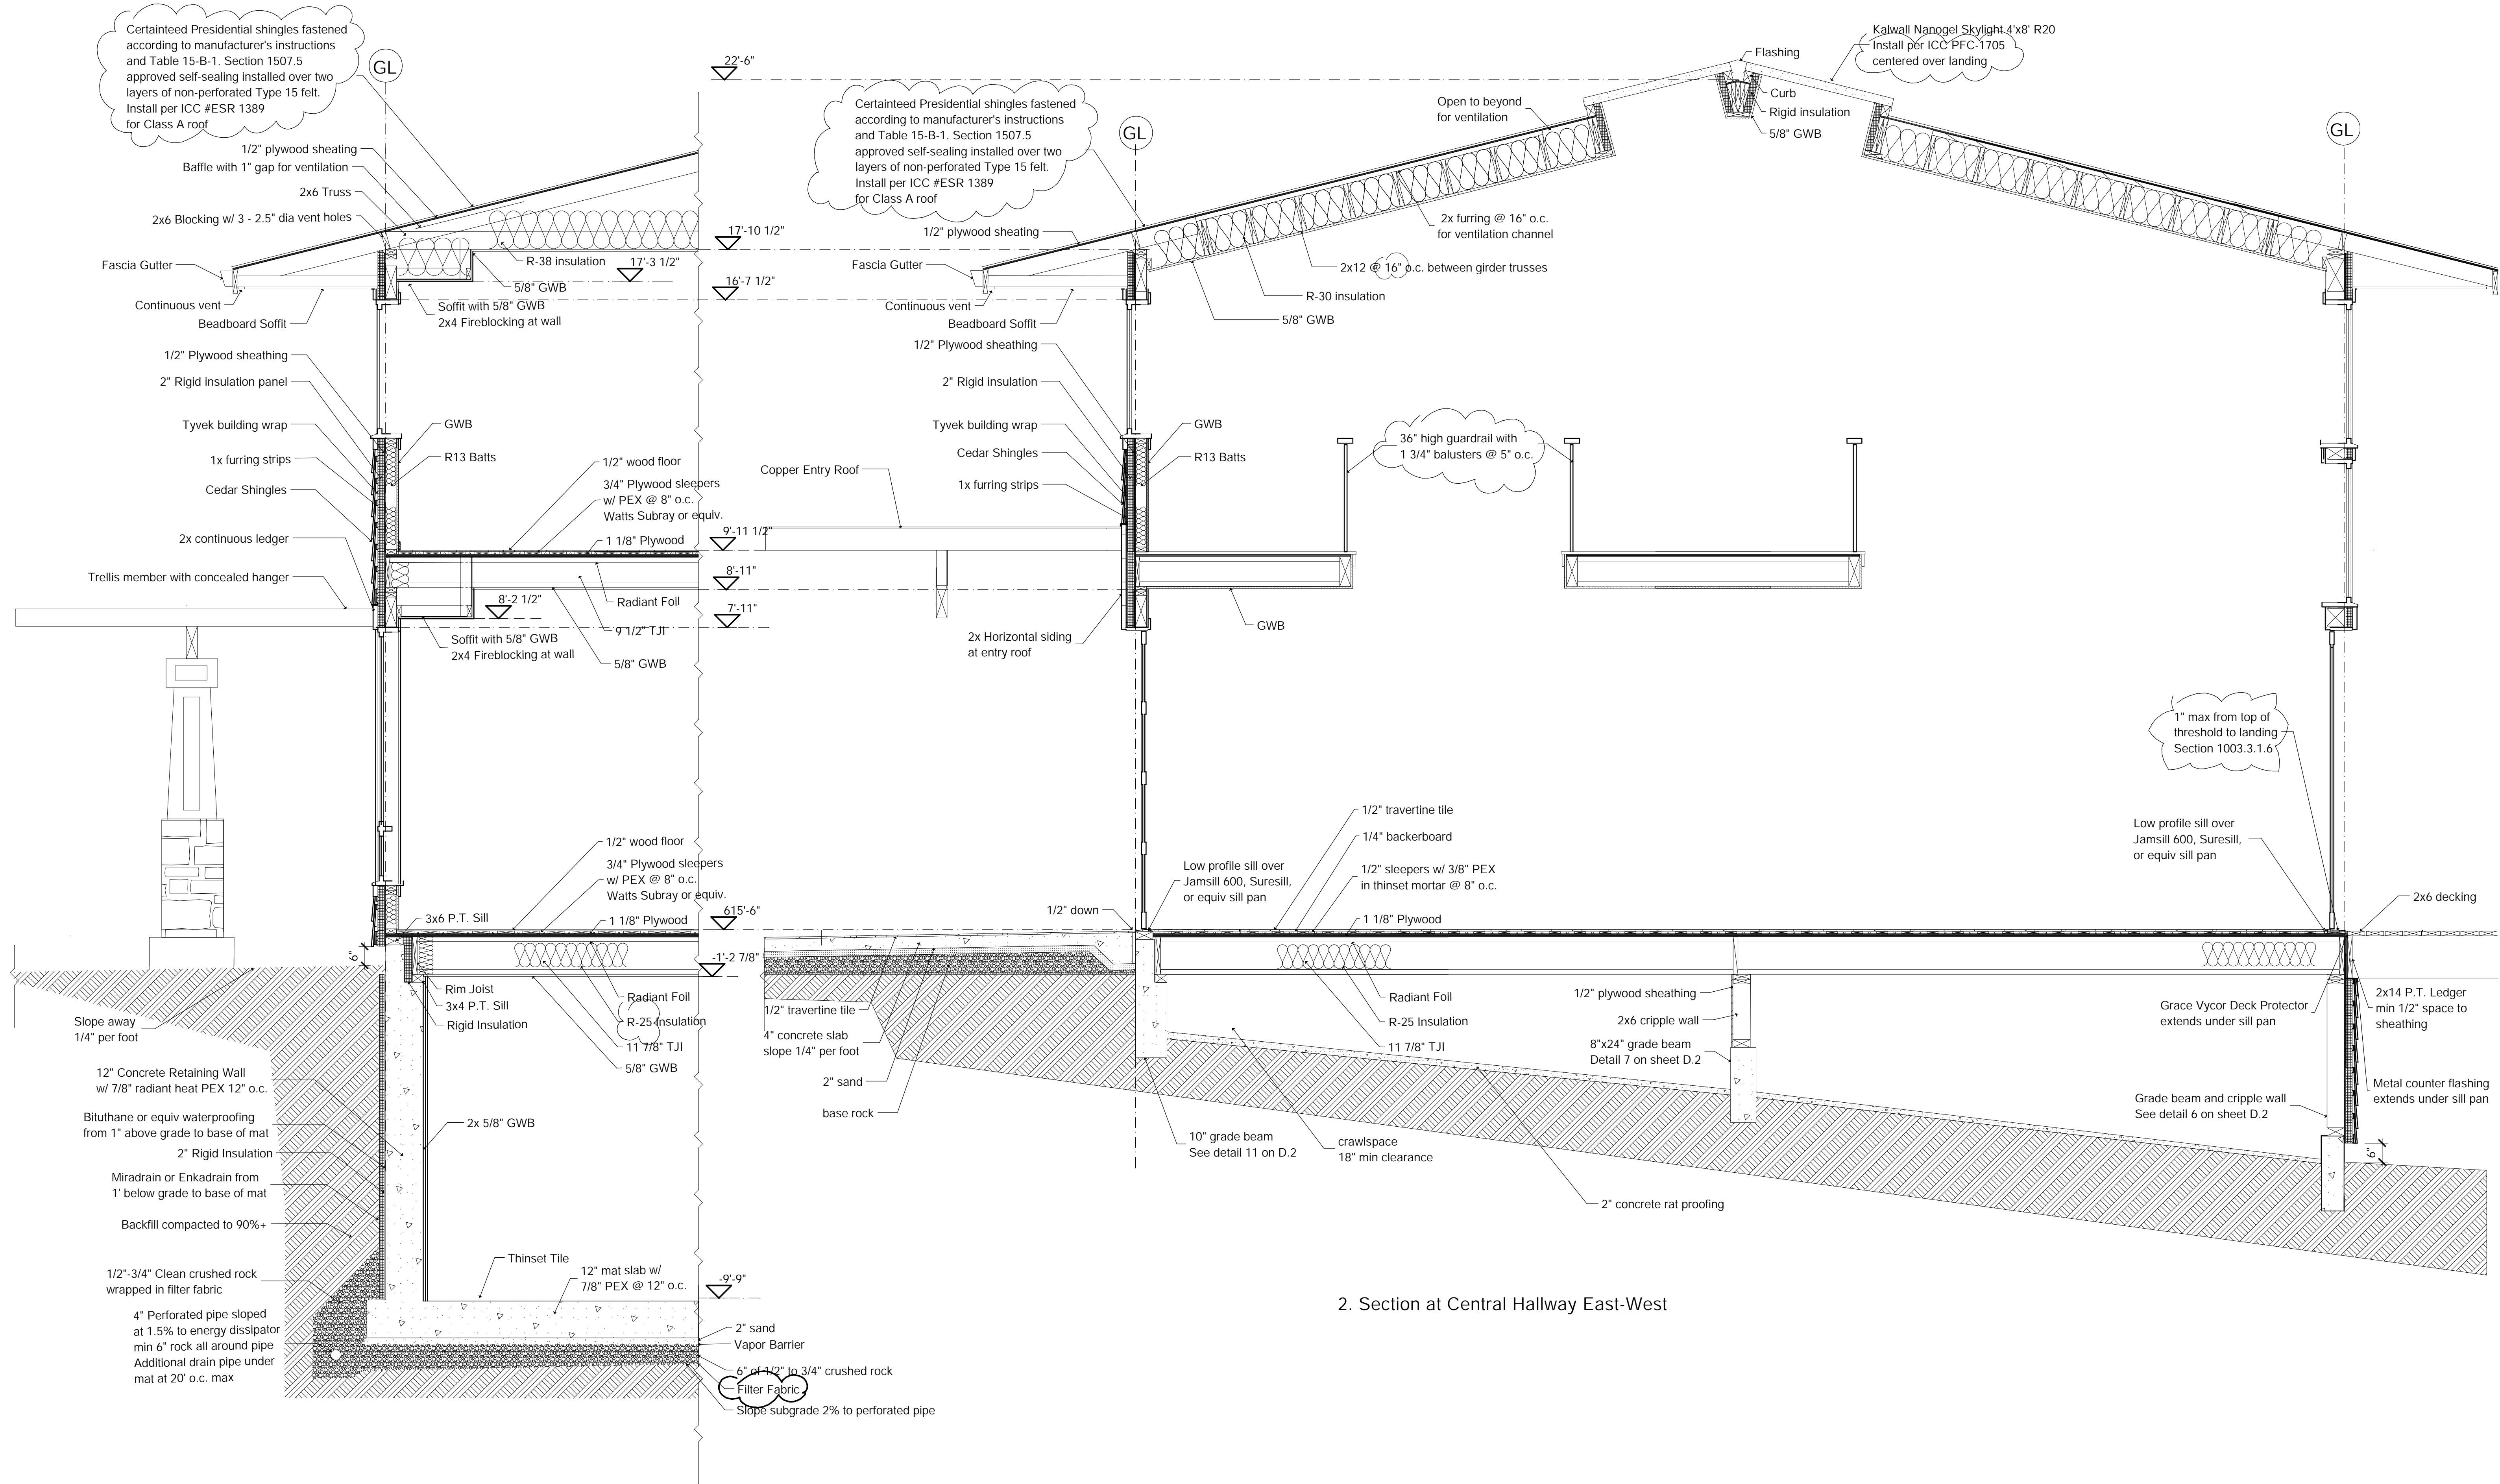 Certainteed Presidential shingles fastened
according to manufacturer's instructions
and Table 15-B-1. Section 1507.5
approved self-sealing installed over two
layers of non-perforated Type 15 felt.
Install per ICC #ESR 1389
for Class A roof
GL
1/2" plywood sheating
Baffle with 1" gap for ventilation
2x6 Truss
2x6 Blocking w/ 3 - 2.5" dia vent holes
Fascia Gutter
Continuous vent
Beadboard Soffit
R-38 insulation
5/8" GWB
Soffit with 5/8" GWB
2x4 Fireblocking at wall
17'-3 1/2"
1/2" Plywood sheathing
2" Rigid insulation panel
Tyvek building wrap
1x furring strips
Cedar Shingles
2x continuous ledger
Trellis member with concealed hanger
GWB
R13 Batts
1/2" wood floor
3/4" Plywood sleepers
w/ PEX @ 8" o.c.
Watts Subray or equiv.
1 1/8" Plywood
8'-2 1/2"
Radiant Foil
9 1/2" TJI
5/8" GWB
Soffit with 5/8" GWB
2x4 Fireblocking at wall
1/2" wood floor
3/4" Plywood sleepers
w/ PEX @ 8" o.c.
Watts Subray or equiv.
1 1/8" Plywood
3x6 P.T. Sill
6"
Rim Joist
3x4 P.T. Sill
Rigid Insulation
Radiant Foil
R-25 Insulation
11 7/8" TJI
5/8" GWB
Slope away
1/4" per foot
12" Concrete Retaining Wall
w/ 7/8" radiant heat PEX 12" o.c.
Bituthane or equiv waterproofing
from 1" above grade to base of mat
2" Rigid Insulation
Miradrain or Enkadrain from
1' below grade to base of mat
Backfill compacted to 90%+
1/2"-3/4" Clean crushed rock
wrapped in filter fabric
4" Perforated pipe sloped
at 1.5% to energy dissipator
min 6" rock all around pipe
Additional drain pipe under
mat at 20' o.c. max
2x 5/8" GWB
Thinset Tile
12" mat slab w/
7/8" PEX @ 12" o.c.
2" sand
Vapor Barrier
6" of 1/2" to 3/4" crushed rock
Filter Fabric
Slope subgrade 2% to perforated pipe
22'-6"
17'-10 1/2"
16'-7 1/2"
9'-11 1/2"
8'-11"
7'-11"
615'-6"
-1'-2 7/8"
-9'-9"
Certainteed Presidential shingles fastened
according to manufacturer's instructions
and Table 15-B-1. Section 1507.5
approved self-sealing installed over two
layers of non-perforated Type 15 felt.
Install per ICC #ESR 1389
for Class A roof
GL
1/2" plywood sheating
Fascia Gutter
Continuous vent
Beadboard Soffit
1/2" Plywood sheathing
2" Rigid insulation
Tyvek building wrap
Cedar Shingles
1x furring strips
Copper Entry Roof
2x Horizontal siding
at entry roof
GWB
R13 Batts
GWB
Open to beyond
for ventilation
Flashing
Curb
Rigid insulation
5/8" GWB
Kalwall Nanogel Skylight 4'x8' R20
Install per ICC PFC-1705
centered over landing
GL
2x furring @ 16" o.c.
for ventilation channel
2x12 @ 16" o.c. between girder trusses
R-30 insulation
5/8" GWB
36" high guardrail with
1 3/4" balusters @ 5" o.c.
1" max from top of
threshold to landing
Section 1003.3.1.6
Low profile sill over
Jamsill 600, Suresill,
or equiv sill pan
2x6 decking
1/2" travertine tile
1/4" backerboard
1/2" sleepers w/ 3/8" PEX
in thinset mortar @ 8" o.c.
1 1/8" Plywood
Low profile sill over
Jamsill 600, Suresill,
or equiv sill pan
1/2" down
1/2" travertine tile
4" concrete slab
slope 1/4" per foot
2" sand
base rock
Radiant Foil
R-25 Insulation
11 7/8" TJI
1/2" plywood sheathing
2x6 cripple wall
8"x24" grade beam
Detail 7 on sheet D.2
10" grade beam
See detail 11 on D.2
crawlspace
18" min clearance
2" concrete rat proofing
Grace Vycor Deck Protector
extends under sill pan
2x14 P.T. Ledger
min 1/2" space to
sheathing
Metal counter flashing
extends under sill pan
Grade beam and cripple wall
See detail 6 on sheet D.2
6"
2. Section at Central Hallway East-West